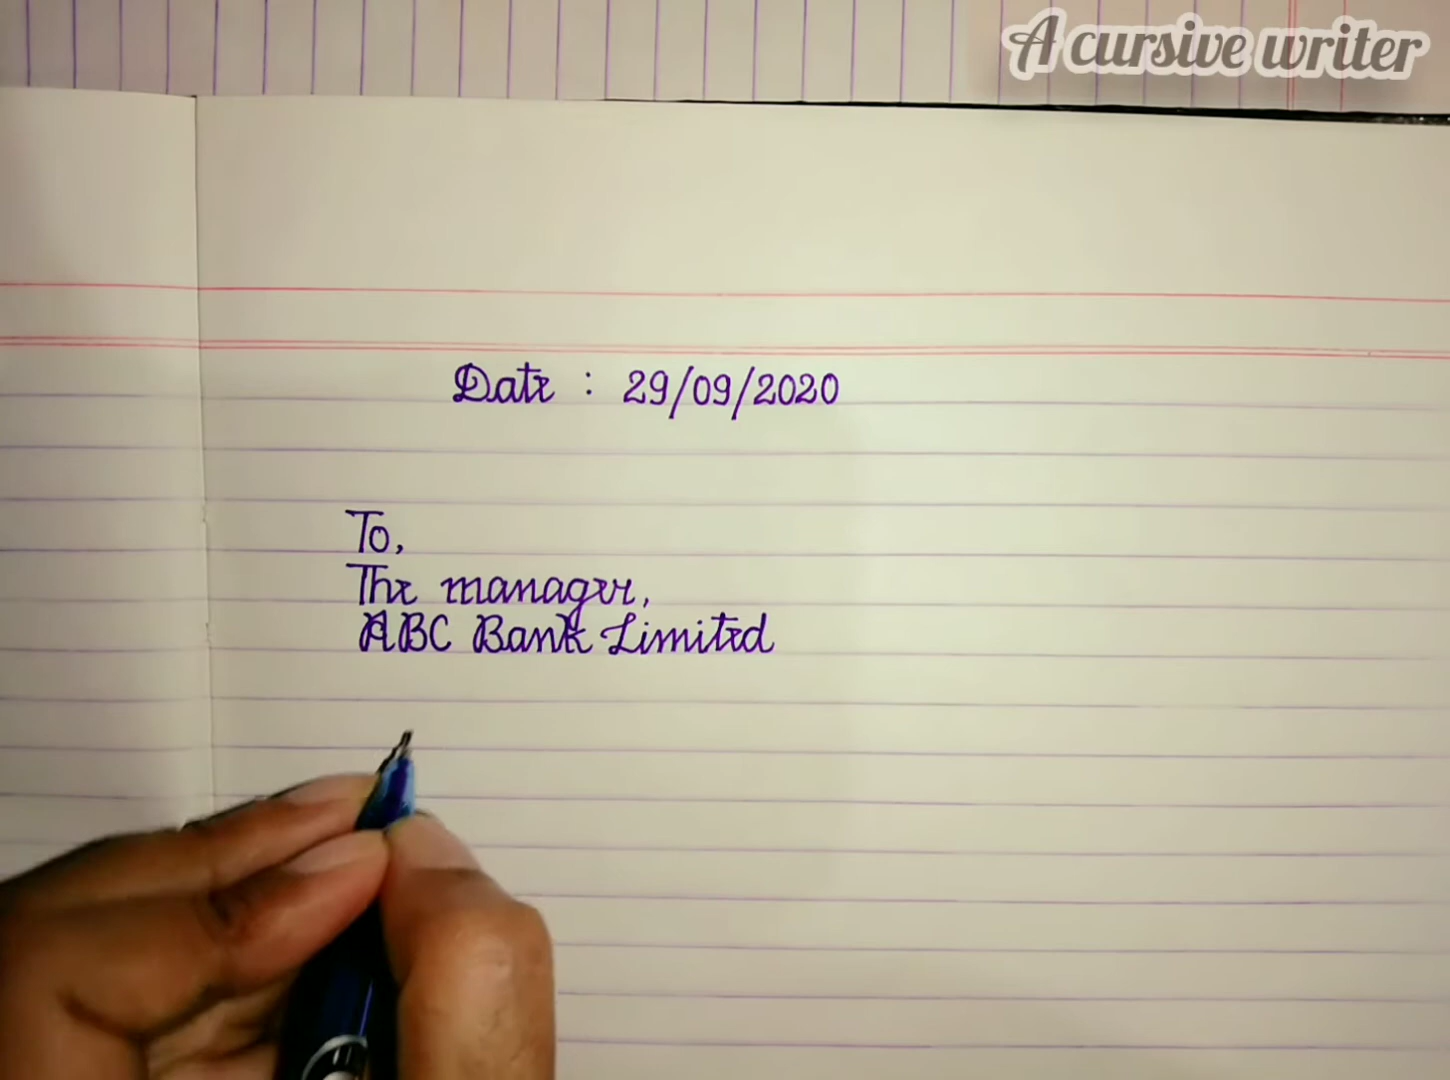 A cursive writer
Date : 29/09/2020
To,
The manager,
ABC Bank Limited